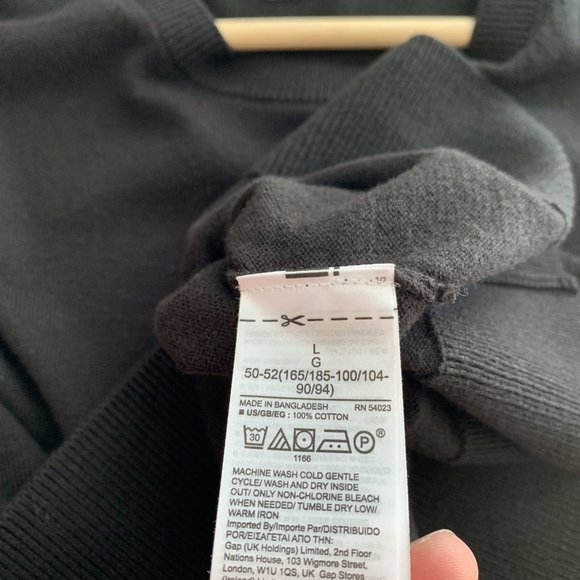 L
G
50-52(165/185-100/104-
90/94)
MADE IN BANGLADESH RN 54023
US/GB/EG : 100% COTTON
30 P ®
1166
MACHINE WASH COLD GENTLE
CYCLE/ WASH AND DRY INSIDE
OUT/ ONLY NON-CHLORINE BLEACH
WHEN NEEDED/ TUMBLE DRY LOW/
WARM IRON
Imported By/Importe Par/DISTRIBUIDO
POR/ΕΙΣΑΓΕΤΑΙ ΑΠΟ ΤΗΝ:
Gap (UK Holdings) Limited, 2nd Floor
Nations House, 103 Wigmore Street,
London, W1U 1QS, UK Gap Stores